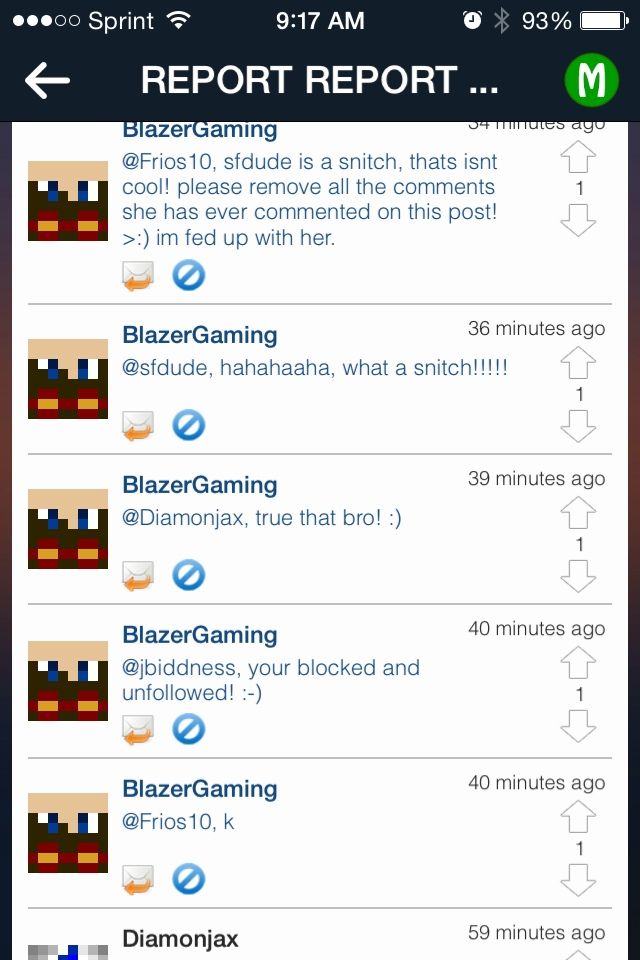 Sprint 9:17 AM 93%
REPORT REPORT ... M
BlazerGaming 34 minutes ago
@Frios10, sfdude is a snitch, thats isnt
cool! please remove all the comments
she has ever commented on this post!
>:) im fed up with her.
1
BlazerGaming 36 minutes ago
@sfdude, hahahaaha, what a snitch!!!!!
1
BlazerGaming 39 minutes ago
@Diamonjax, true that bro! :)
1
BlazerGaming 40 minutes ago
@jbiddness, your blocked and
unfollowed! :-)
1
BlazerGaming 40 minutes ago
@Frios10, k
1
Diamonjax 59 minutes ago